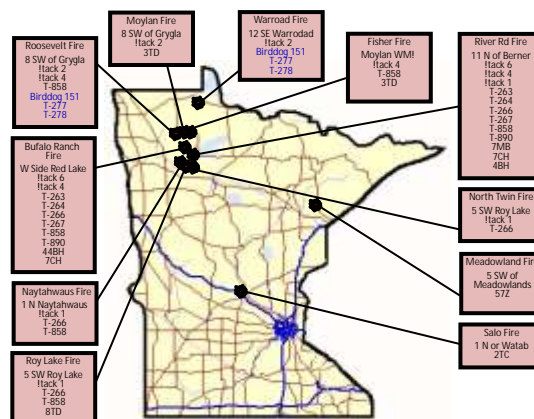 Moylan Fire
8 SW of Grygla
!tack 2
3TD
Warroad Fire
12 SE Warrodad
!tack 2
Birddog 151
T-277
T-278
Roosevelt Fire
8 SW of Grygla
!tack 2
!tack 4
T-858
Birddog 151
T-277
T-278
Fisher Fire
Moylan WM!
!tack 4
T-858
3TD
River Rd Fire
11 N of Berner
!tack 6
!tack 4
!tack 1
T-263
T-264
T-266
T-267
T-858
T-890
7MB
7CH
4BH
Bufalo Ranch
Fire
W Side Red Lake
!tack 6
!tack 4
T-263
T-264
T-266
T-267
T-858
T-890
44BH
7CH
North Twin Fire
5 SW Roy Lake
!tack 1
T-266
Meadowland Fire
5 SW of
Meadowlands
57Z
Naytahwaus Fire
1 N Naytahwaus
!tack 1
T-266
T-858
Salo Fire
1 N or Watab
2TC
Roy Lake Fire
5 SW Roy Lake
!tack 1
T-266
T-858
8TD